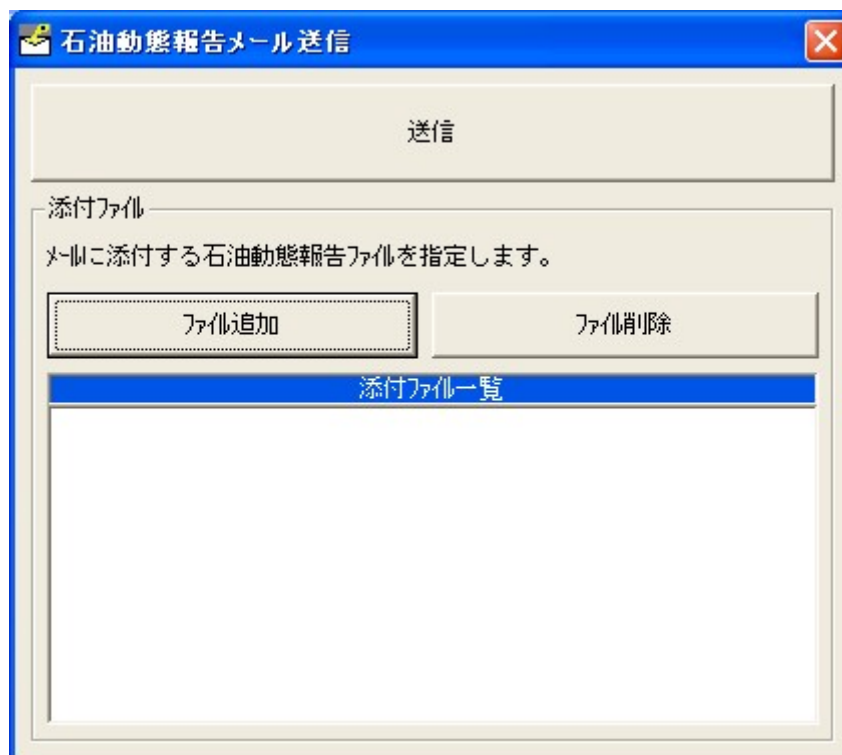 石油動態報告メール送信
送信
添付ファイル
メールに添付する石油動態報告ファイルを指定します。
ファイル追加
ファイル削除
添付ファイル一覧